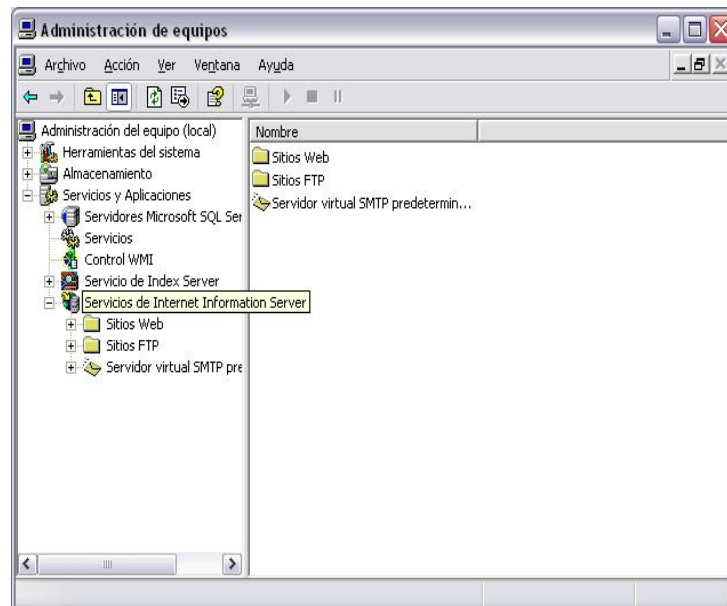 Administración de equipos
Archivo Acción Ver Ventana Ayuda
Administración del equipo (local)
Herramientas del sistema
Almacenamiento
Servicios y Aplicaciones
Servidores Microsoft SQL Ser
Servicios
Control WMI
Servicio de Index Server
Servicios de Internet Information Server
Sitios Web
Sitios FTP
Servidor virtual SMTP pre
Nombre
Sitios Web
Sitios FTP
Servidor virtual SMTP predetermin...